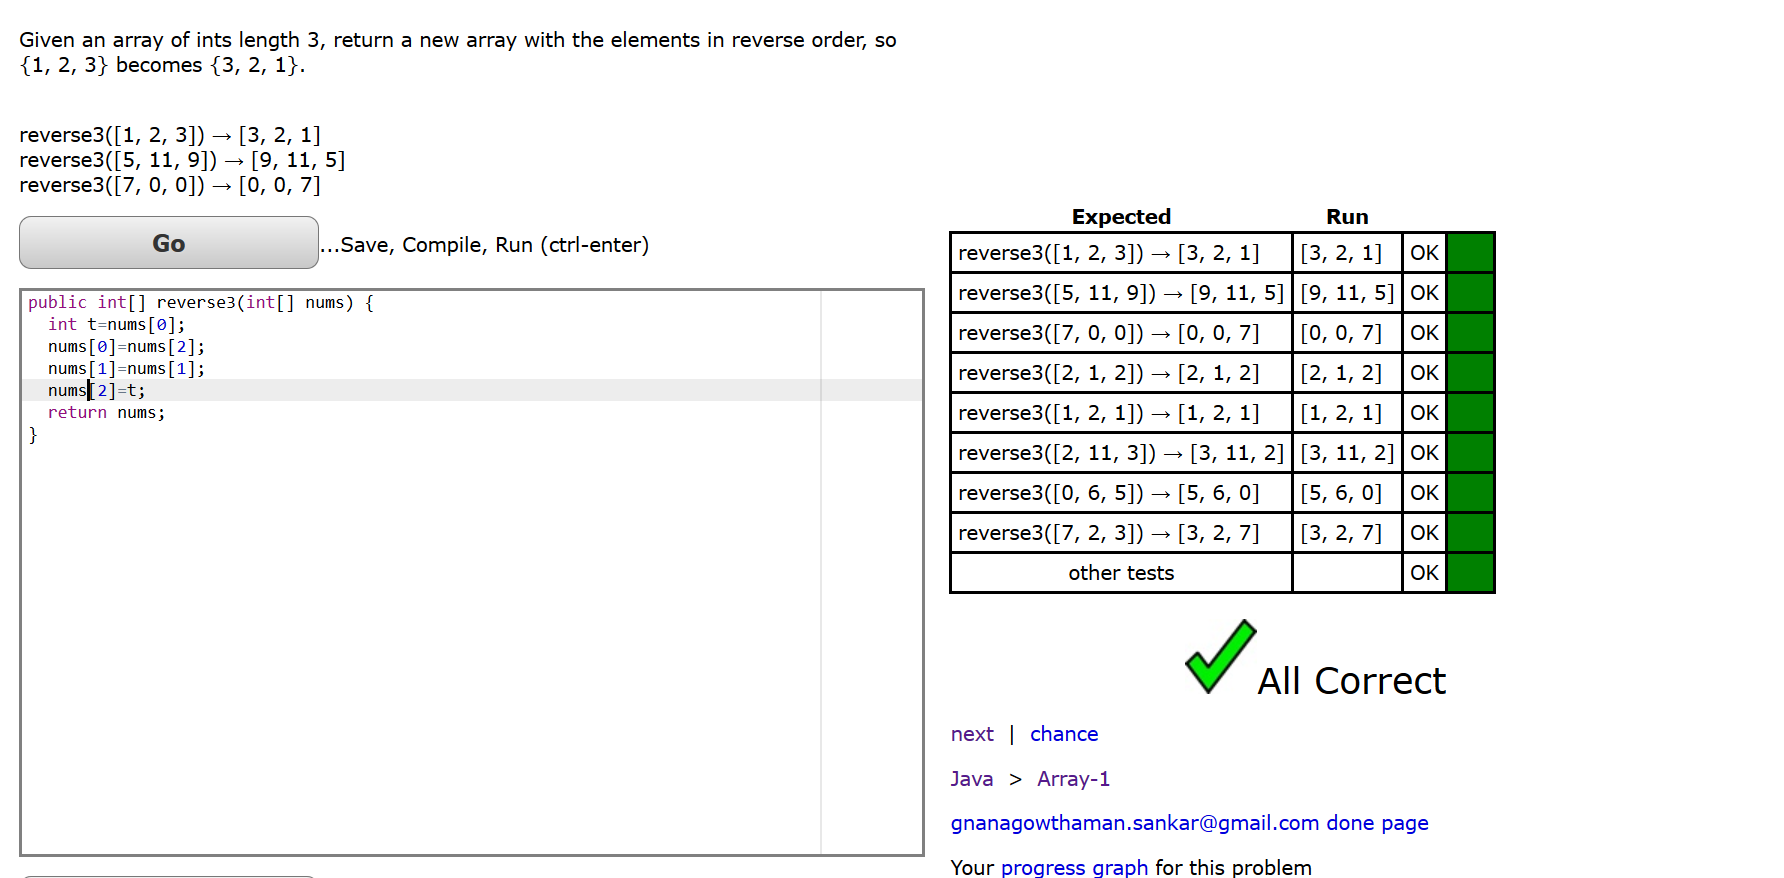 Given an array of ints length 3, return a new array with the elements in reverse order, so
{1, 2, 3} becomes {3, 2, 1}.
reverse3([1, 2, 3]) → [3, 2, 1]
reverse3([5, 11, 9]) → [9, 11, 5]
reverse3([7, 0, 0]) → [0, 0, 7]
Go ...Save, Compile, Run (ctrl-enter)
public int[] reverse3(int[] nums) {
  int t=nums[0];
  nums[0]=nums[2];
  nums[1]=nums[1];
  nums[2]=t;
  return nums;
}
Expected Run
reverse3([1, 2, 3]) → [3, 2, 1] [3, 2, 1] OK
reverse3([5, 11, 9]) → [9, 11, 5] [9, 11, 5] OK
reverse3([7, 0, 0]) → [0, 0, 7] [0, 0, 7] OK
reverse3([2, 1, 2]) → [2, 1, 2] [2, 1, 2] OK
reverse3([1, 2, 1]) → [1, 2, 1] [1, 2, 1] OK
reverse3([2, 11, 3]) → [3, 11, 2] [3, 11, 2] OK
reverse3([0, 6, 5]) → [5, 6, 0] [5, 6, 0] OK
reverse3([7, 2, 3]) → [3, 2, 7] [3, 2, 7] OK
other tests OK
All Correct
next | chance
Java > Array-1
gnanagowthaman.sankar@gmail.com done page
Your progress graph for this problem